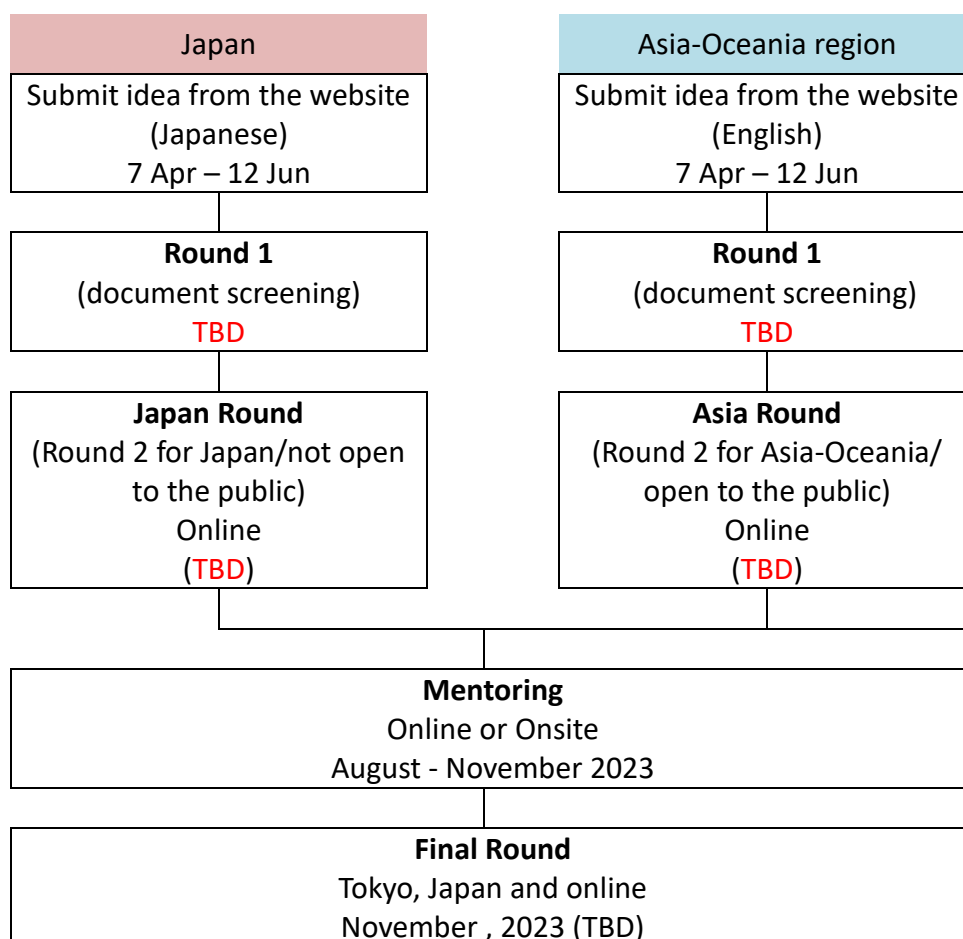 Japan
Submit idea from the website
(Japanese)
7 Apr – 12 Jun
Round 1
(document screening)
TBD
Japan Round
(Round 2 for Japan/not open
to the public)
Online
(TBD)
Asia-Oceania region
Submit idea from the website
(English)
7 Apr – 12 Jun
Round 1
(document screening)
TBD
Asia Round
(Round 2 for Asia-Oceania/
open to the public)
Online
(TBD)
Mentoring
Online or Onsite
August - November 2023
Final Round
Tokyo, Japan and online
November , 2023 (TBD)